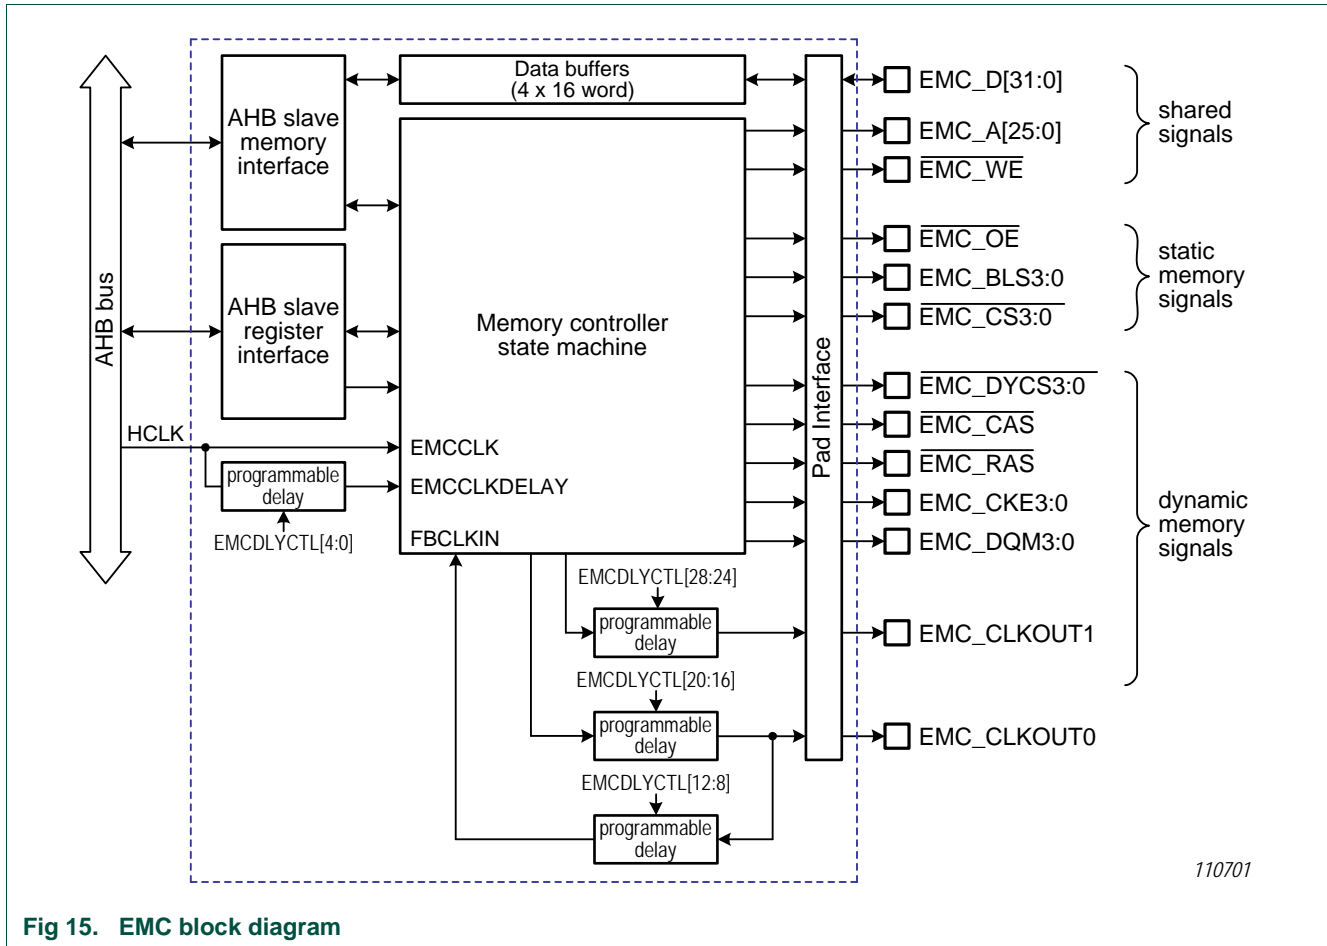 AHB bus
AHB slave
memory
interface
Data buffers
(4 x 16 word)
AHB slave
register
interface
Memory controller
state machine
HCLK
EMCCLK
programmable
delay
EMCCLKDELAY
EMCDLYCTL[4:0]
FBCLKIN
EMCDLYCTL[28:24]
programmable
delay
EMCDLYCTL[20:16]
programmable
delay
EMCDLYCTL[12:8]
programmable
delay
Pad Interface
EMC_D[31:0]
EMC_A[25:0]
EMC_WE
shared
signals
EMC_OE
EMC_BLS3:0
EMC_CS3:0
static
memory
signals
EMC_DYCS3:0
EMC_CAS
EMC_RAS
EMC_CKE3:0
EMC_DQM3:0
EMC_CLKOUT1
dynamic
memory
signals
EMC_CLKOUT0
110701
Fig 15. EMC block diagram